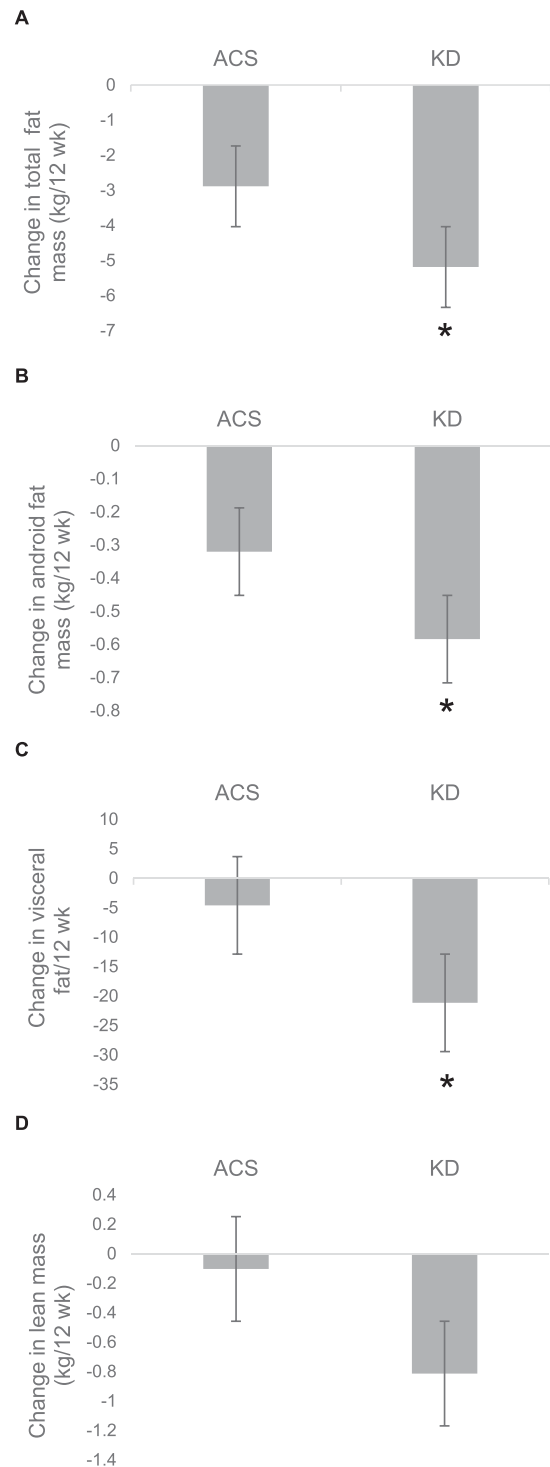 A
ACS KD
Change in total fat
mass (kg/12 wk)
0
-1
-2
-3
-4
-5
-6
-7
*
B
ACS KD
Change in android fat
mass (kg/12 wk)
0
-0.1
-0.2
-0.3
-0.4
-0.5
-0.6
-0.7
-0.8
*
C
ACS KD
Change in visceral
fat/12 wk
10
5
0
-5
-10
-15
-20
-25
-30
-35
*
D
ACS KD
Change in lean mass
(kg/12 wk)
0.4
0.2
0
-0.2
-0.4
-0.6
-0.8
-1
-1.2
-1.4